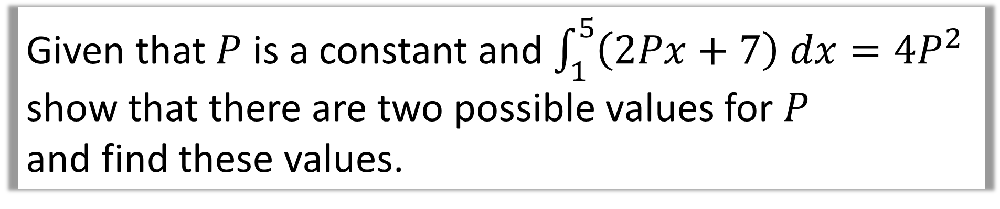 Given that P is a constant and ∫₁⁵(2Px + 7) dx = 4P²
show that there are two possible values for P
and find these values.